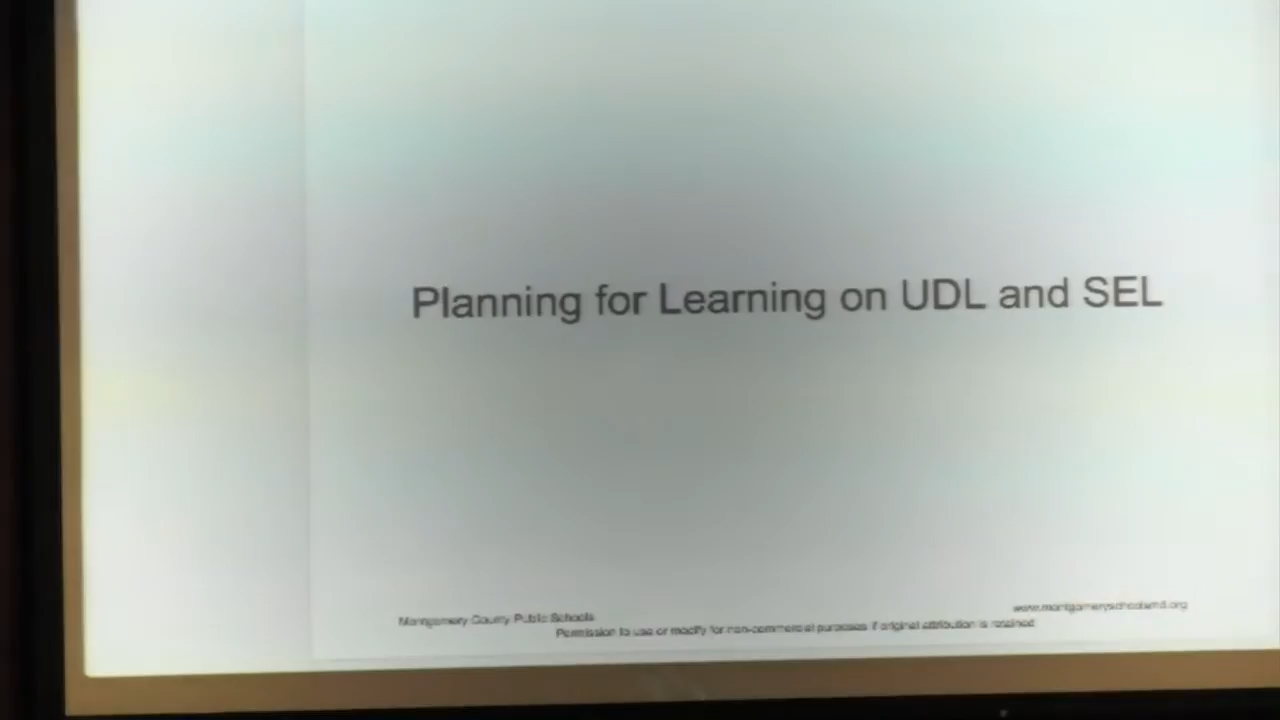 Planning for Learning on UDL and SEL
www.montgomeryschoolsmd.org
Montgomery County Public Schools
Permission to use or modify for non-commercial purposes if original attribution is retained